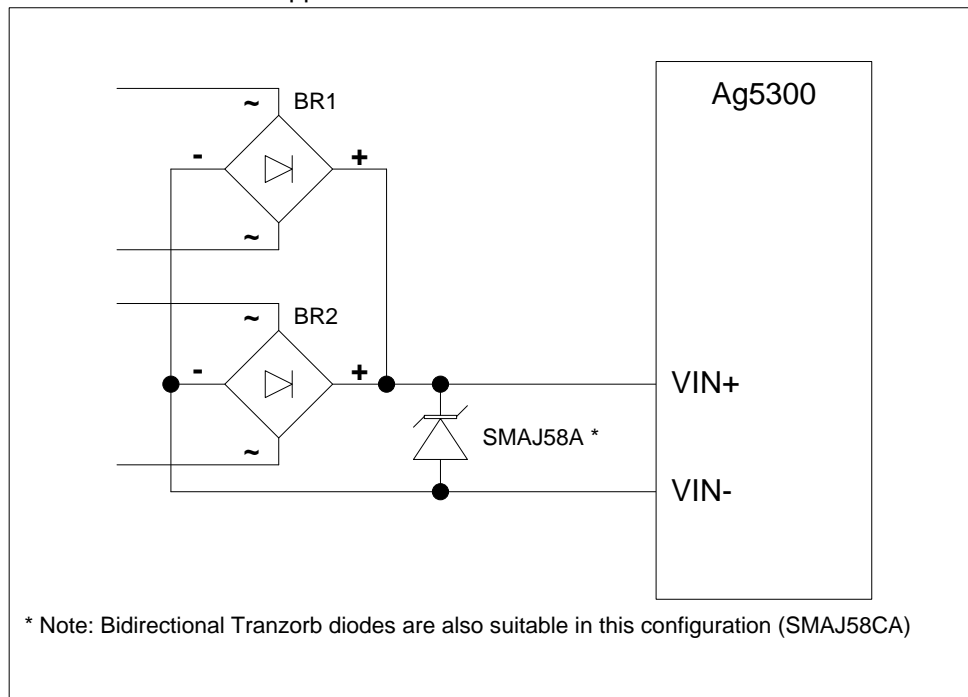 ~
BR1
Ag5300
-
+
~
~
BR2
-
+
VIN+
SMAJ58A *
~
VIN-
* Note: Bidirectional Tranzorb diodes are also suitable in this configuration (SMAJ58CA)